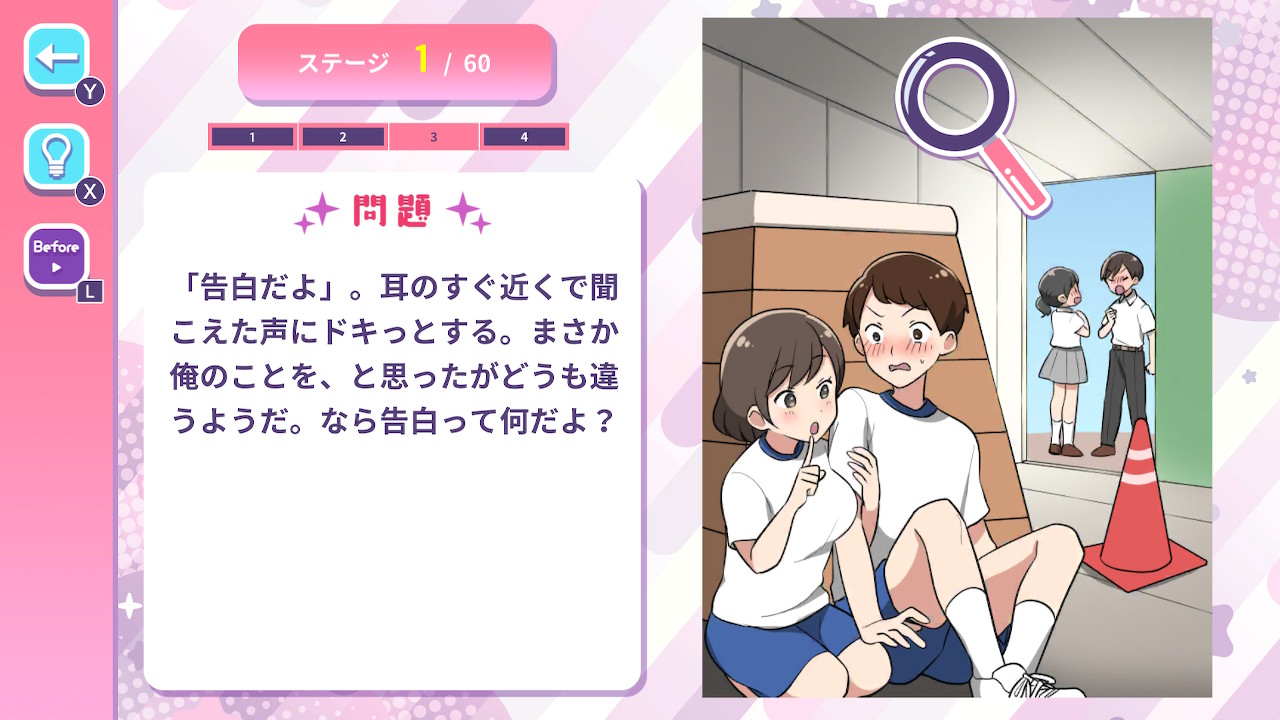 Y
X
Before
L
ステージ 1 / 60
1 2 3 4
問題
「告白だよ」。耳のすぐ近くで聞
こえた声にドキっとする。まさか
俺のことを、と思ったがどうも違
うようだ。なら告白って何だよ？